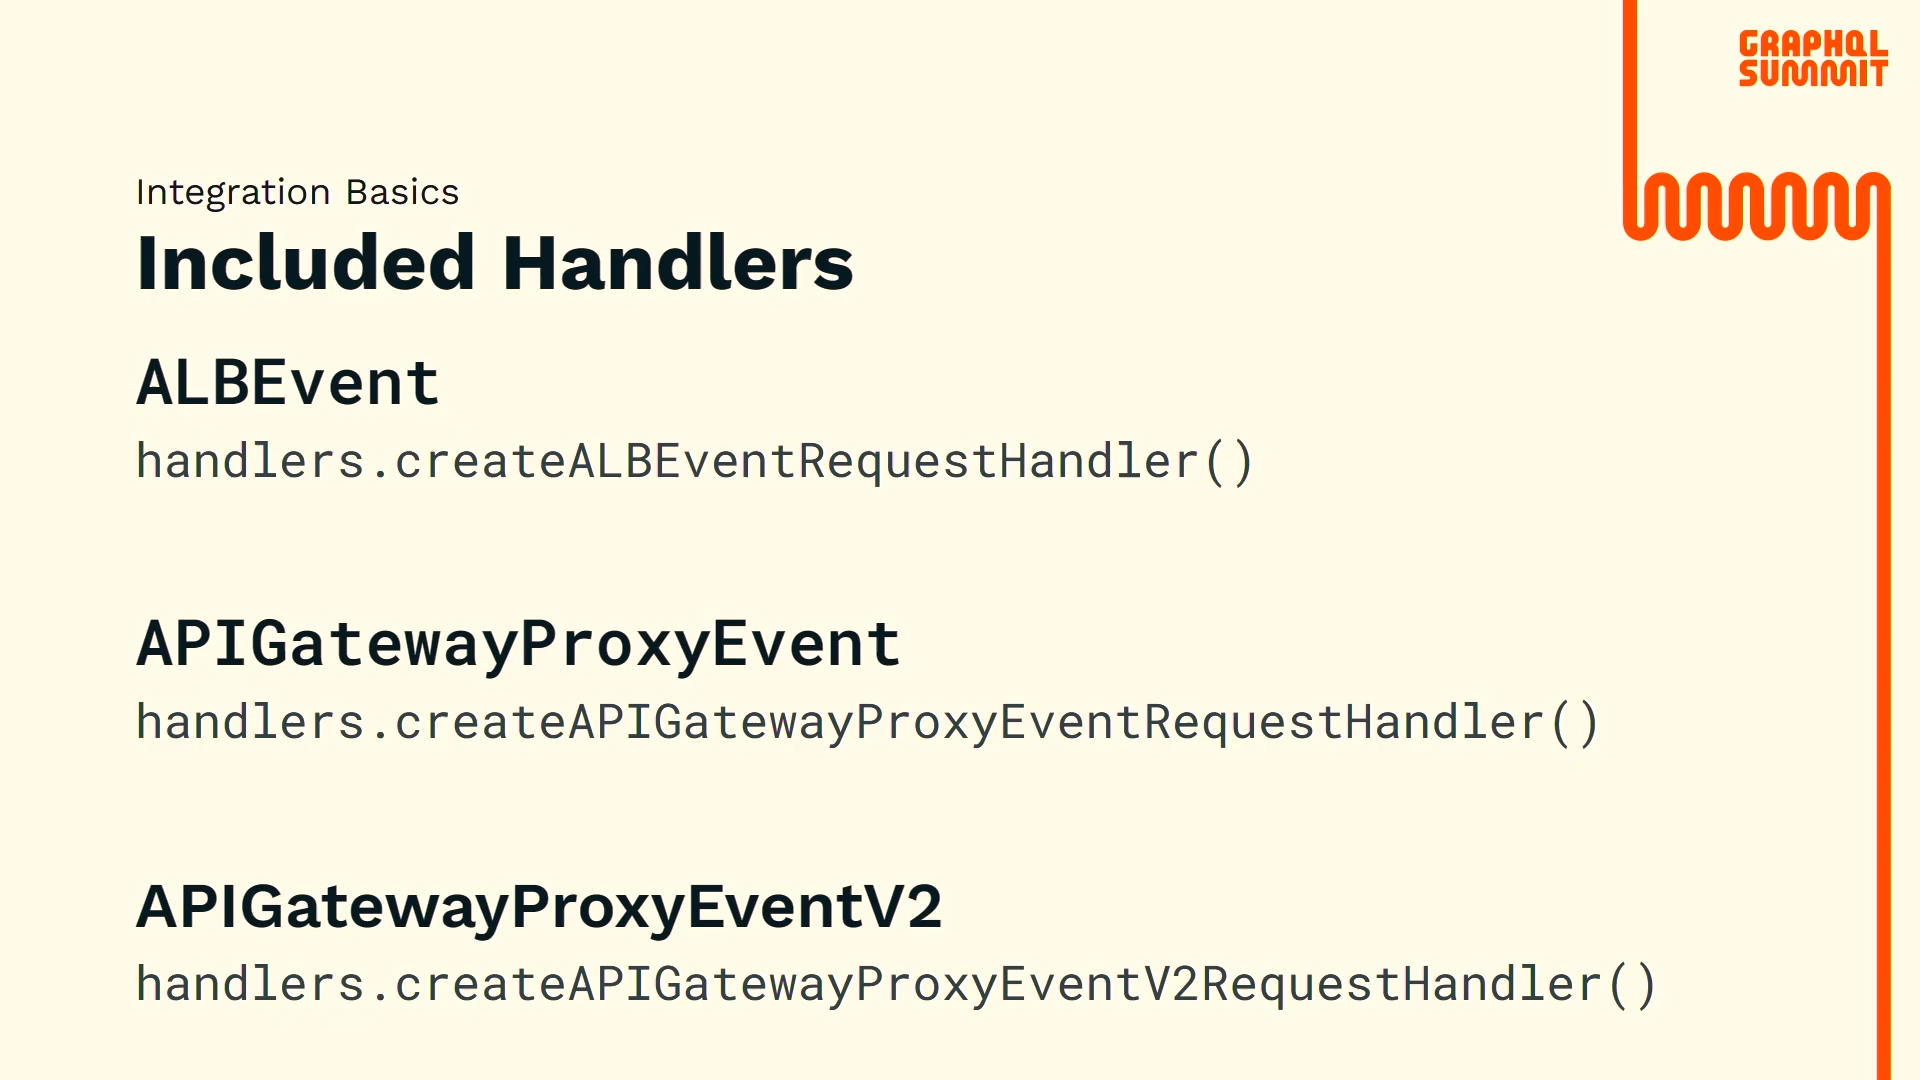 GRAPHQL
SUMMIT
Integration Basics
Included Handlers
ALBEvent
handlers.createALBEventRequestHandler()
APIGatewayProxyEvent
handlers.createAPIGatewayProxyEventRequestHandler()
APIGatewayProxyEventV2
handlers.createAPIGatewayProxyEventV2RequestHandler()